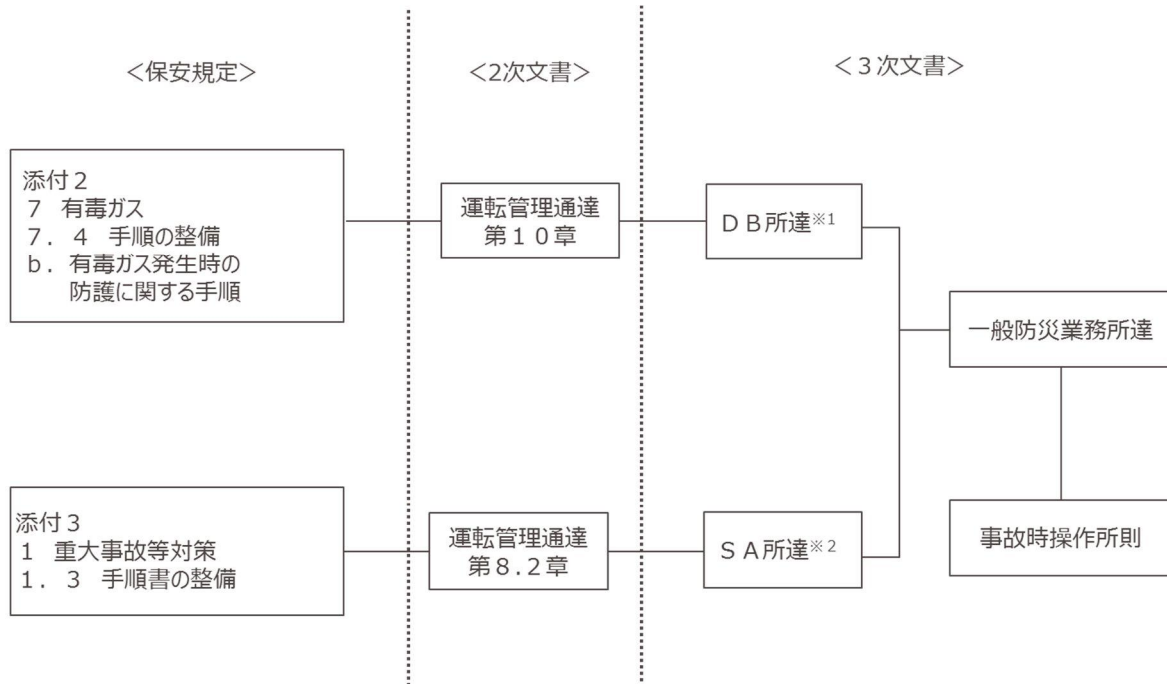 <保安規定>
<2次文書>
<３次文書>
添付２
７　有毒ガス
７．４　手順の整備
ｂ．有毒ガス発生時の
防護に関する手順
運転管理通達
第１０章
ＤＢ所達※1
一般防災業務所達
添付３
１　重大事故等対策
１．３　手順書の整備
運転管理通達
第８.２章
ＳＡ所達※２
事故時操作所則